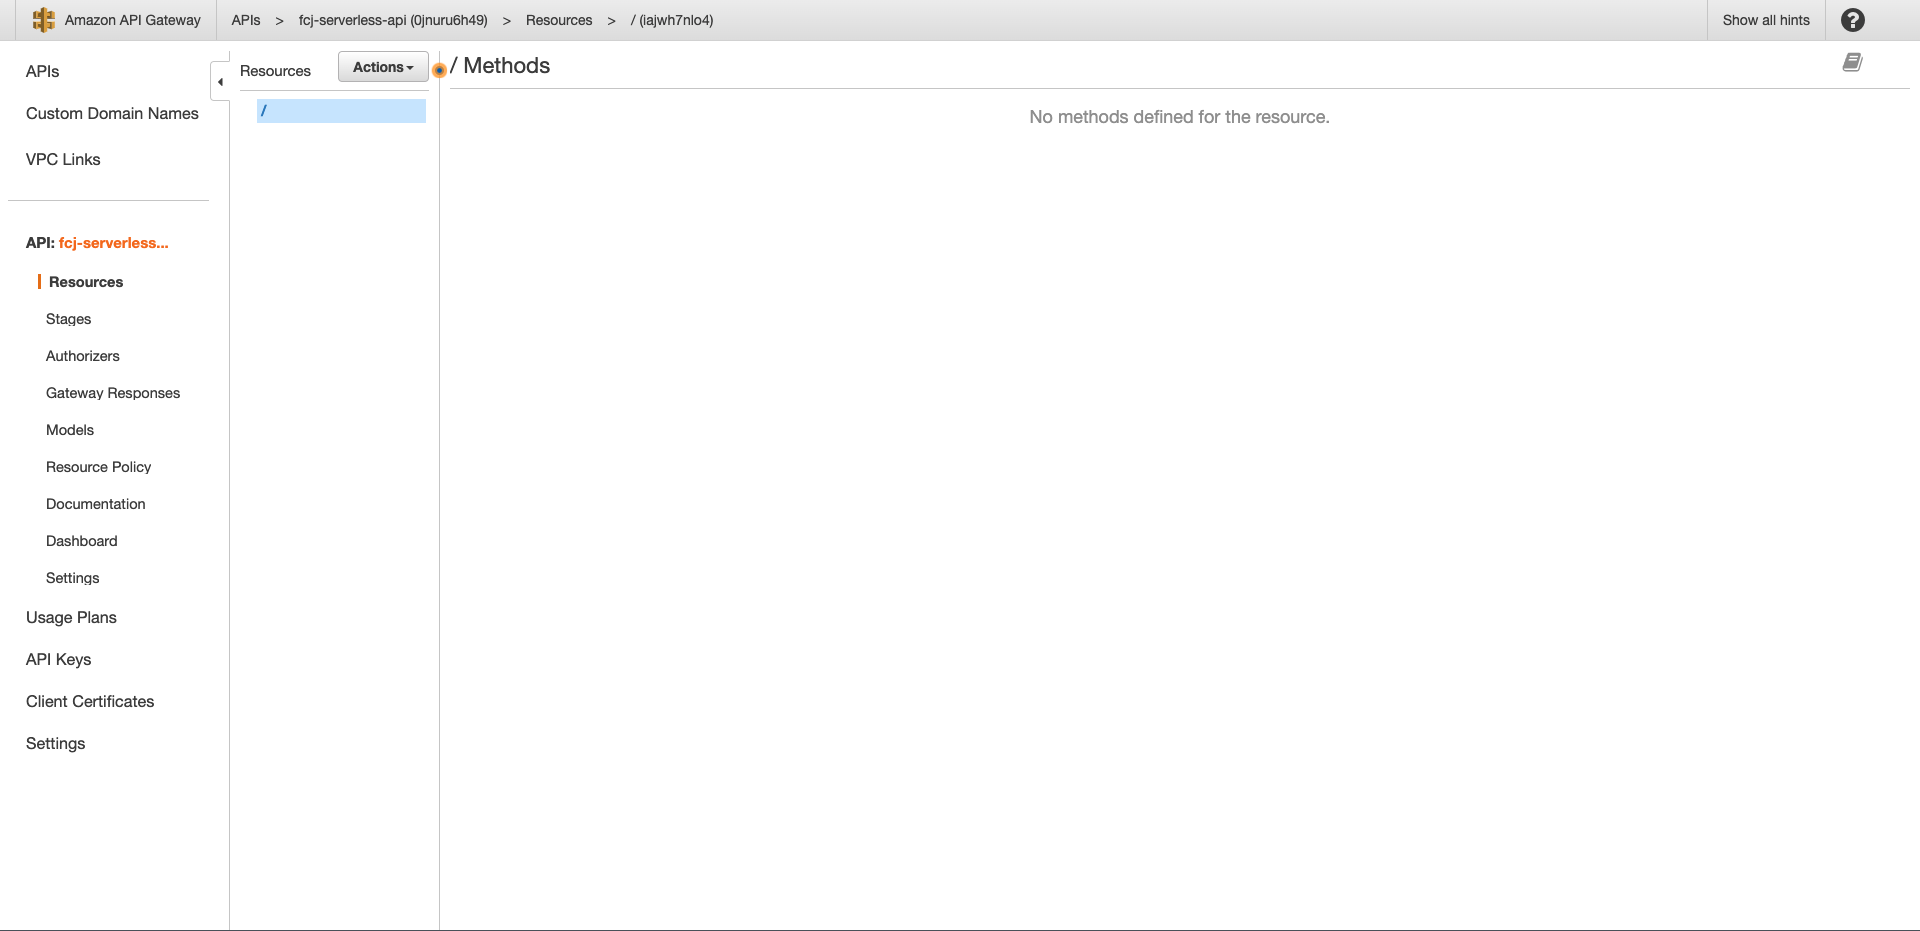 Amazon API Gateway
APIs > fcj-serverless-api (0jnuru6h49) > Resources > / (iajwh7nlo4)
Show all hints
?
APIs
Custom Domain Names
VPC Links
API: fcj-serverless...
Resources
Stages
Authorizers
Gateway Responses
Models
Resource Policy
Documentation
Dashboard
Settings
Usage Plans
API Keys
Client Certificates
Settings
Resources
Actions
/
/ Methods
No methods defined for the resource.